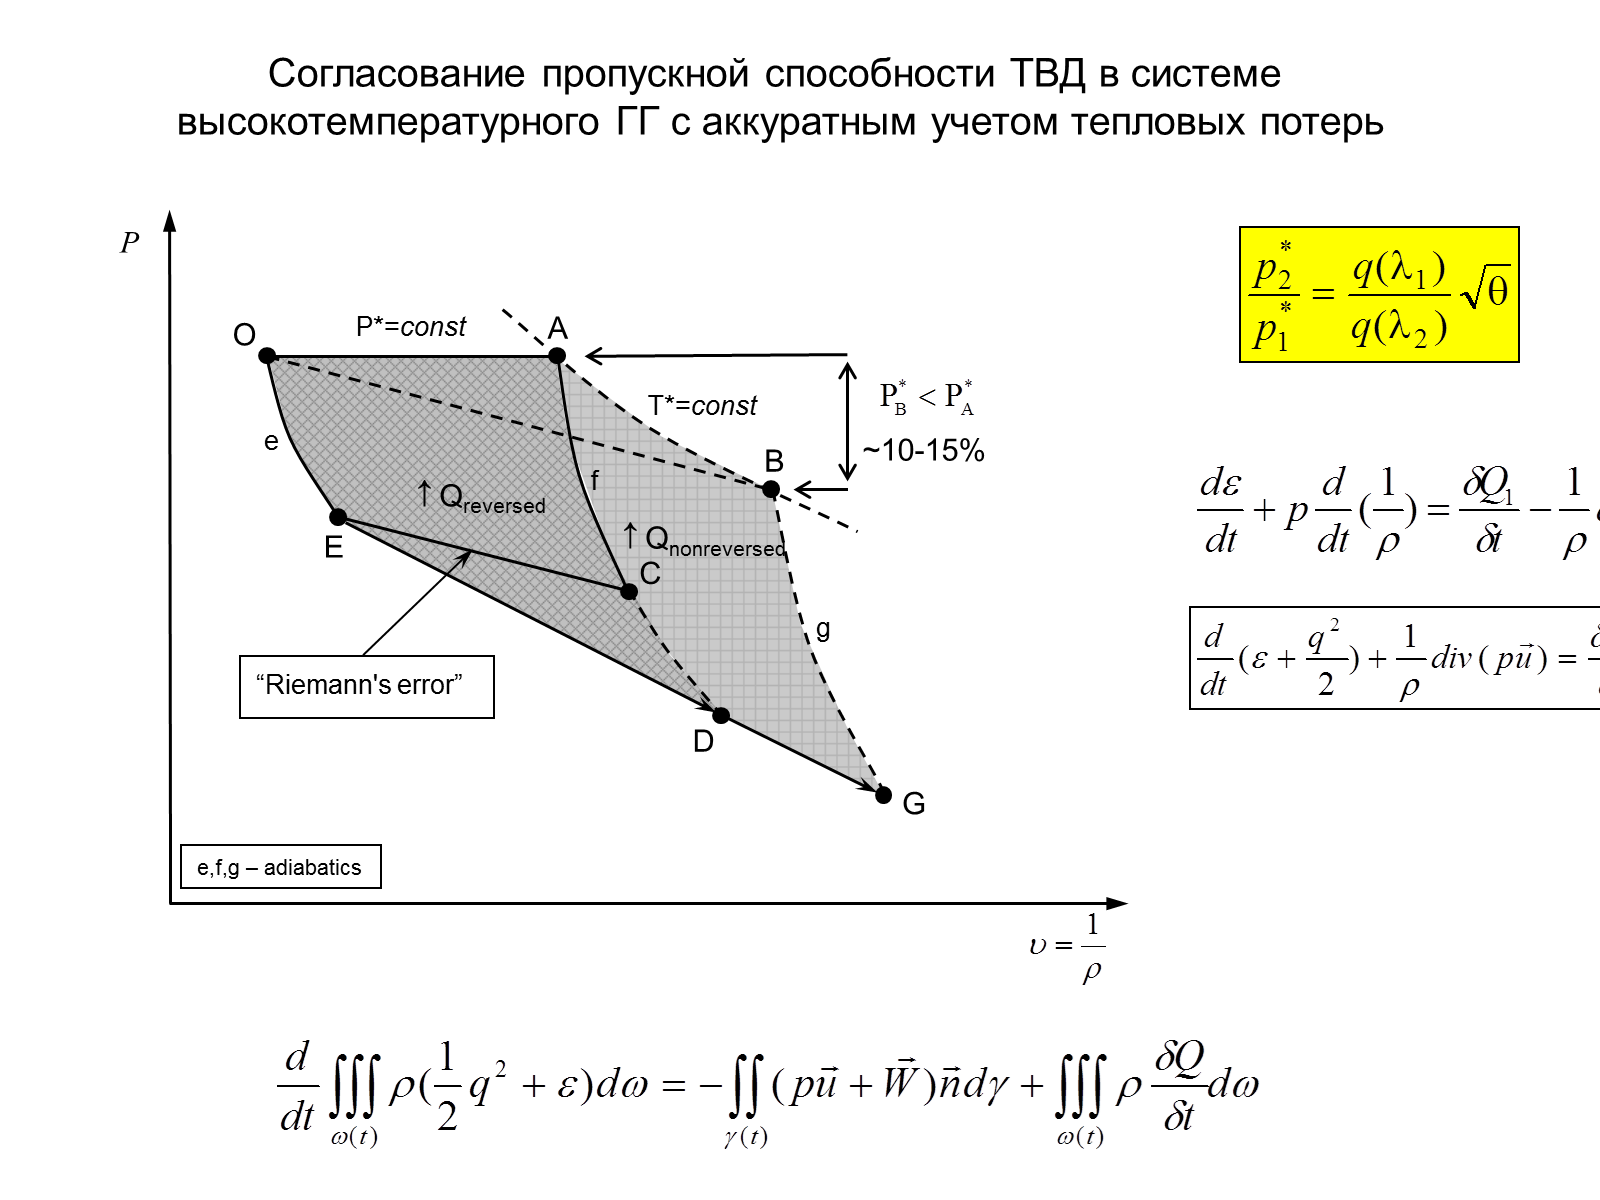 Согласование пропускной способности ТВД в системе
высокотемпературного ГГ с аккуратным учетом тепловых потерь
P
O
P*=const
A
T*=const
P*B < P*A
~10-15%
B
e
f
↑ Qreversed
↑ Qnonreversed
E
C
g
“Riemann's error”
D
G
e,f,g – adiabatics
υ = 1/ρ
p2*/p1* = q(λ1)/q(λ2) √θ
dε/dt + p d/dt (1/ρ) = δQ1/δt − 1/ρ
d/dt (ε + q²/2) + 1/ρ div( pu⃗ ) =
d/dt ∭ω(t) ρ(1/2 q² + ε)dω = −∬γ(t) ( pu⃗ + W⃗ )n⃗dγ + ∭ω(t) ρ δQ/δt dω